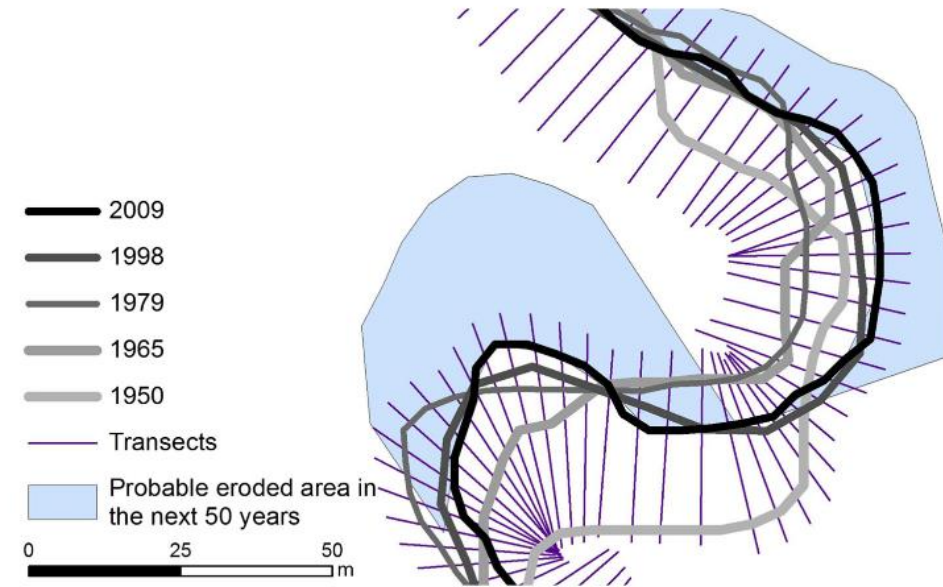 2009
1998
1979
1965
1950
Transects
Probable eroded area in
the next 50 years
0 25 50
m